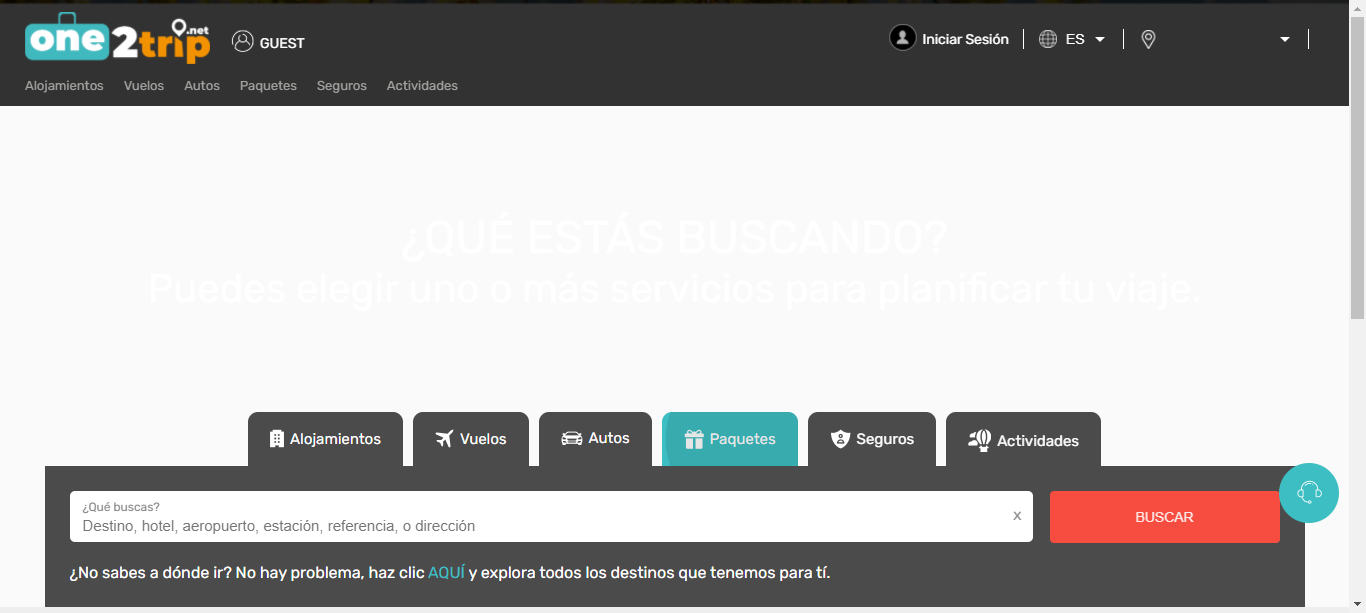 one2trip.net
GUEST
Iniciar Sesión
ES
Alojamientos Vuelos Autos Paquetes Seguros Actividades
¿QUÉ ESTÁS BUSCANDO?
Puedes elegir uno o más servicios para planificar tu viaje.
Alojamientos Vuelos Autos Paquetes Seguros Actividades
¿Qué buscas?
Destino, hotel, aeropuerto, estación, referencia, o dirección
x
BUSCAR
¿No sabes a dónde ir? No hay problema, haz clic AQUÍ y explora todos los destinos que tenemos para tí.